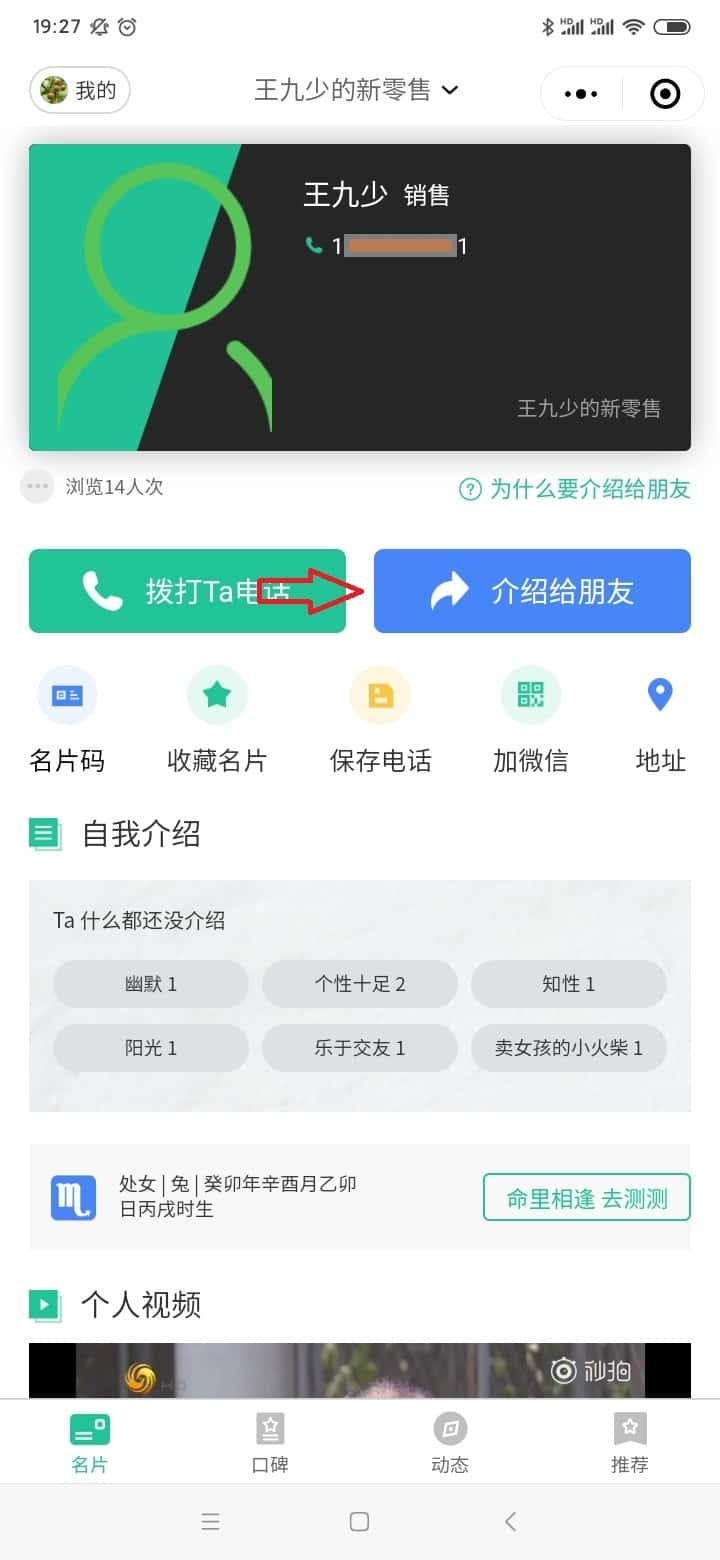 19:27
HD HD
我的
王九少的新零售
王九少 销售
1 1
王九少的新零售
浏览14人次
为什么要介绍给朋友
拨打Ta电话
介绍给朋友
名片码 收藏名片 保存电话 加微信 地址
自我介绍
Ta 什么都还没介绍
幽默 1 个性十足 2 知性 1
阳光 1 乐于交友 1 卖女孩的小火柴 1
处女 | 兔 | 癸卯年辛酉月乙卯
日丙戌时生
命里相逢 去测测
个人视频
秒拍
名片 口碑 动态 推荐